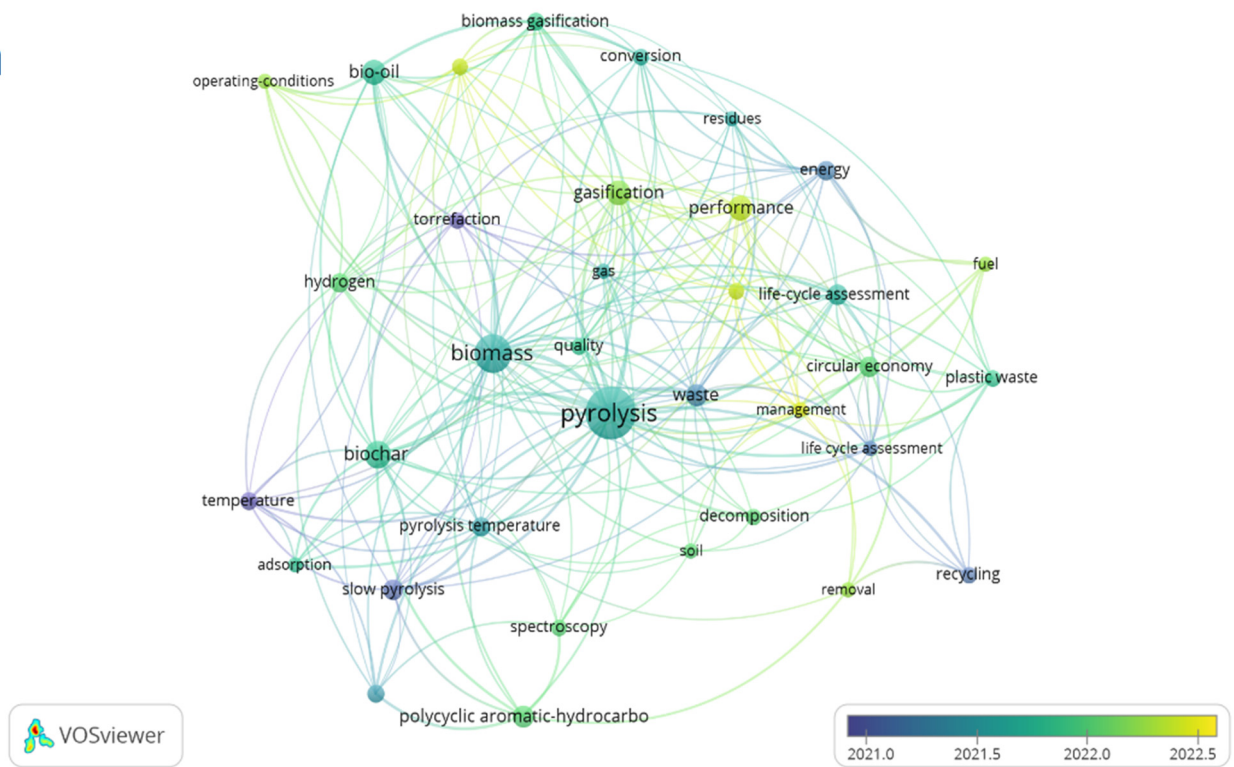 biomass gasification
conversion
bio-oil
operating-conditions
residues
energy
gasification
performance
torrefaction
fuel
gas
hydrogen
life-cycle assessment
quality
biomass
circular economy
plastic waste
waste
management
pyrolysis
life cycle assessment
biochar
temperature
decomposition
pyrolysis temperature
soil
adsorption
recycling
slow pyrolysis
removal
spectroscopy
polycyclic aromatic-hydrocarbo
VOSviewer
2021.0 2021.5 2022.0 2022.5